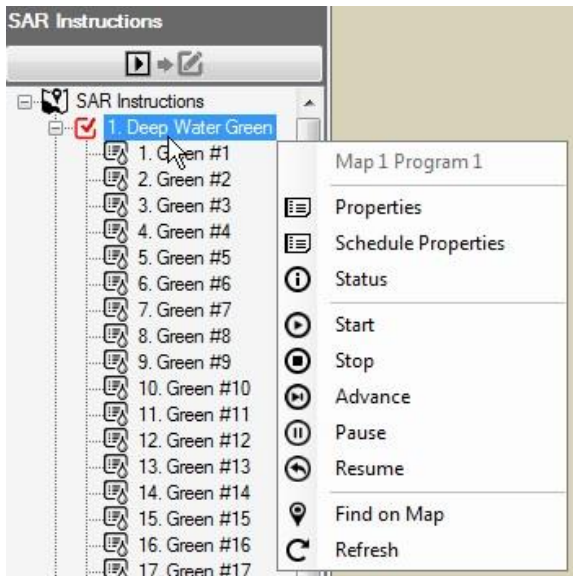 SAR Instructions
SAR Instructions
1. Deep Water Green
1. Green #1
2. Green #2
3. Green #3
4. Green #4
5. Green #5
6. Green #6
7. Green #7
8. Green #8
9. Green #9
10. Green #10
11. Green #11
12. Green #12
13. Green #13
14. Green #14
15. Green #15
16. Green #16
17. Green #17
Map 1 Program 1
Properties
Schedule Properties
Status
Start
Stop
Advance
Pause
Resume
Find on Map
Refresh